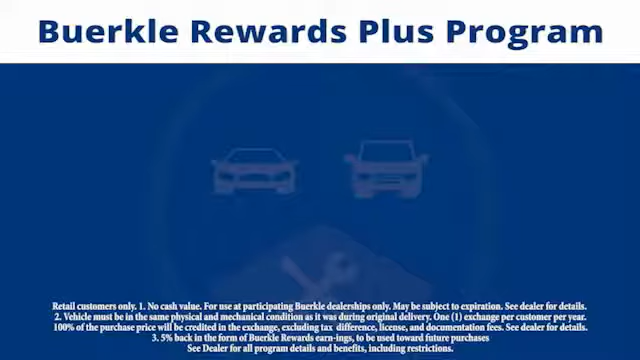 Buerkle Rewards Plus Program
Retail customers only. 1. No cash value. For use at participating Buerkle dealerships only. May be subject to expiration. See dealer for details.
2. Vehicle must be in the same physical and mechanical condition as it was during original delivery. One (1) exchange per customer per year.
100% of the purchase price will be credited in the exchange, excluding tax difference, license, and documentation fees. See dealer for details.
3. 5% back in the form of Buerkle Rewards earn-ings, to be used toward future purchases
See Dealer for all program details and benefits, including restrictions.